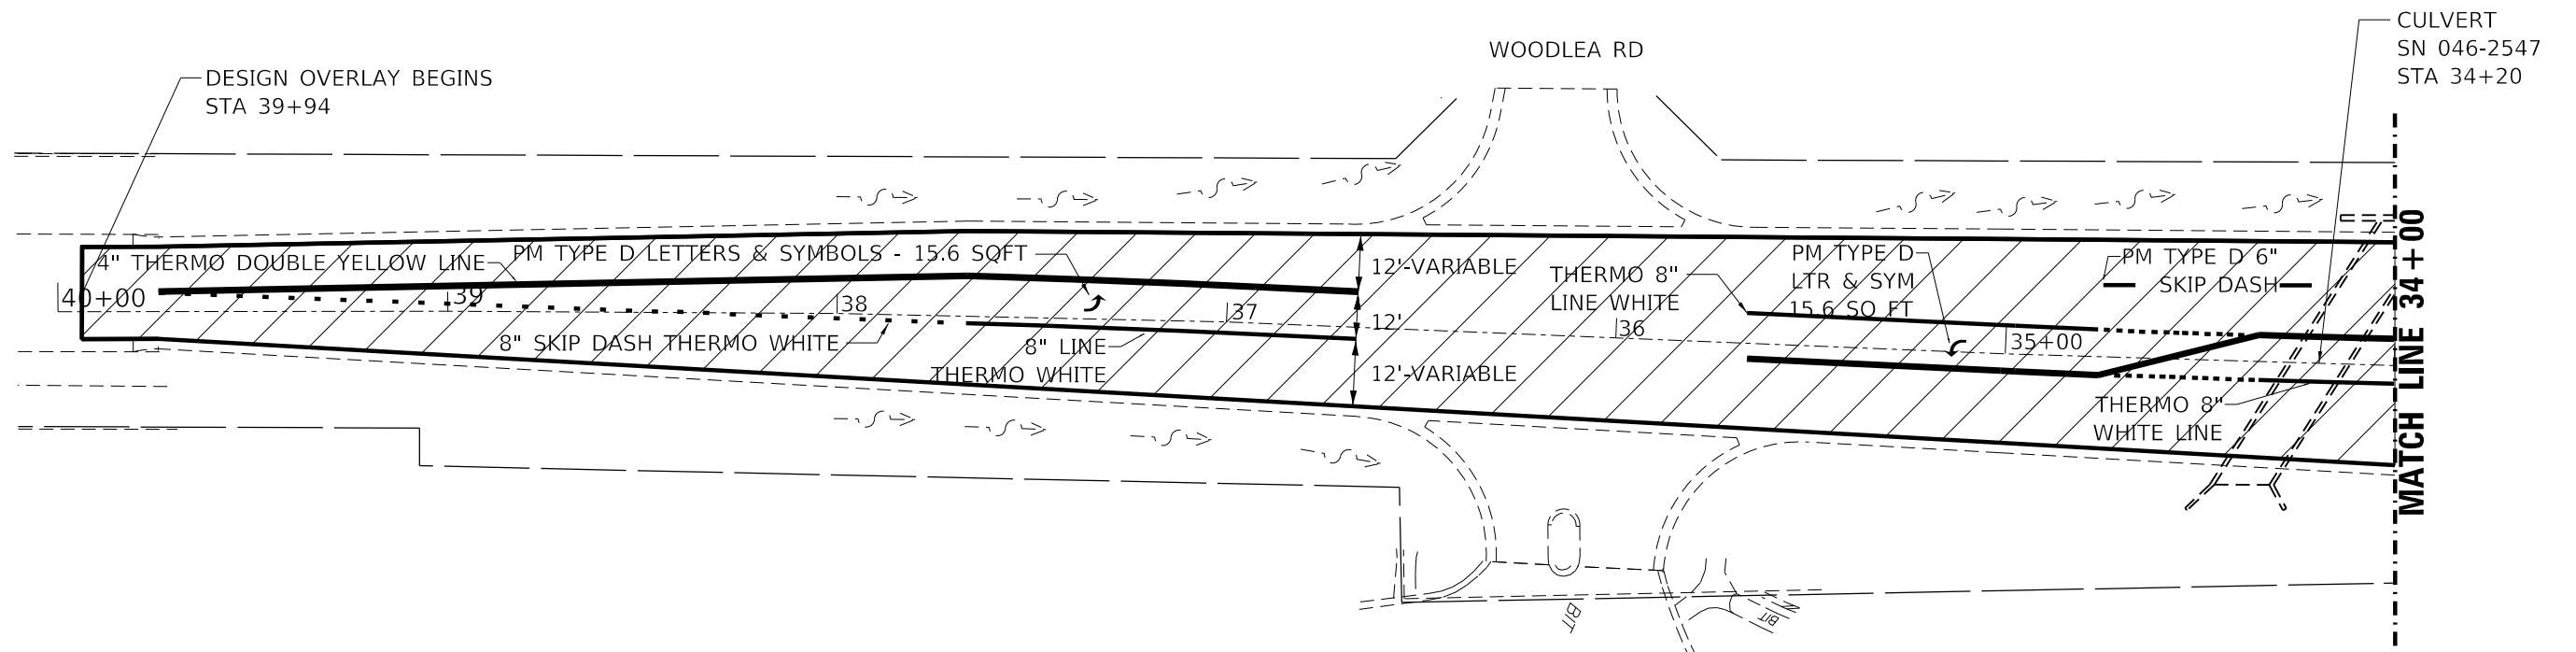 CULVERT
SN 046-2547
STA 34+20
WOODLEA RD
DESIGN OVERLAY BEGINS
STA 39+94
4" THERMO DOUBLE YELLOW LINE
PM TYPE D LETTERS & SYMBOLS - 15.6 SQFT
12'-VARIABLE
THERMO 8"
LINE WHITE
PM TYPE D
LTR & SYM
15.6 SQ FT
PM TYPE D 6"
SKIP DASH
40+00
39
38
37
36
35+00
12'
8" SKIP DASH THERMO WHITE
8" LINE
THERMO WHITE
12'-VARIABLE
THERMO 8"
WHITE LINE
MATCH LINE 34+00
BIT
BIT